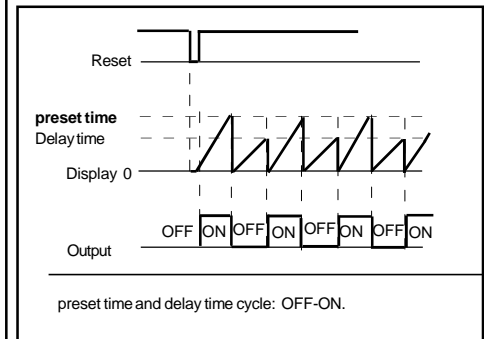 Reset
preset time
Delay time
Display 0
OFF ON OFF ON OFF ON OFF ON
Output
preset time and delay time cycle: OFF-ON.